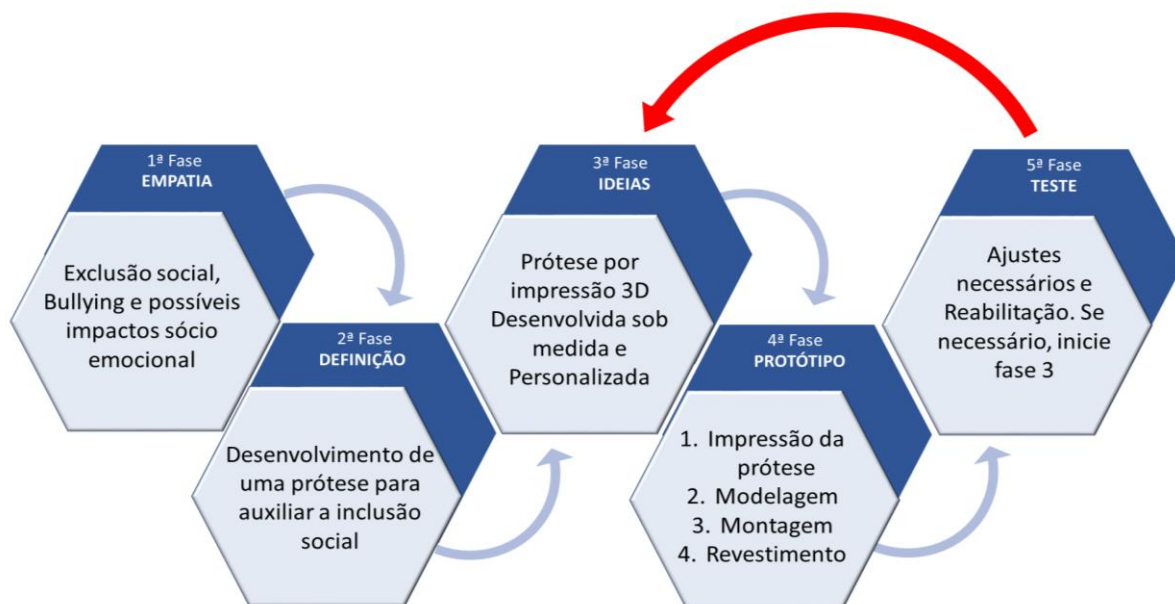 1ª Fase
EMPATIA
Exclusão social,
Bullying e possíveis
impactos sócio
emocional
2ª Fase
DEFINIÇÃO
Desenvolvimento de
uma prótese para
auxiliar a inclusão
social
3ª Fase
IDEIAS
Prótese por
impressão 3D
Desenvolvida sob
medida e
Personalizada
4ª Fase
PROTÓTIPO
1. Impressão da
prótese
2. Modelagem
3. Montagem
4. Revestimento
5ª Fase
TESTE
Ajustes
necessários e
Reabilitação. Se
necessário, inicie
fase 3